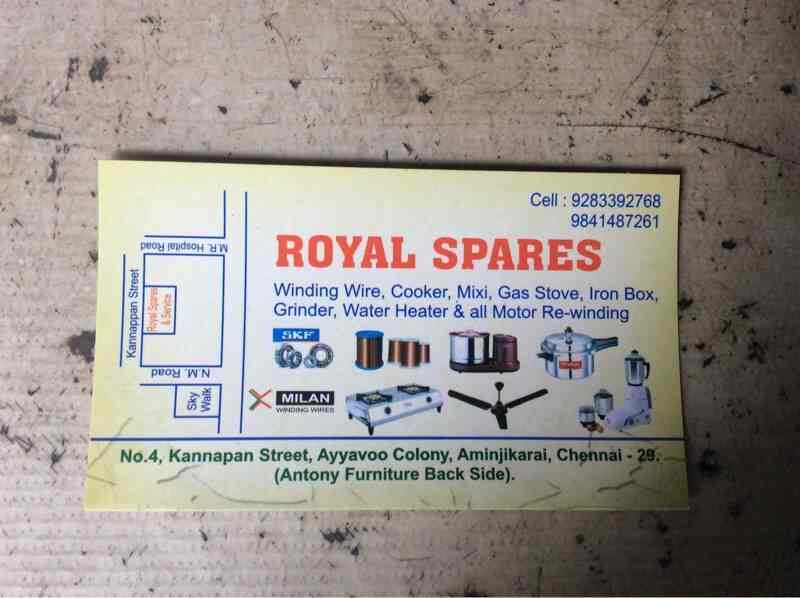 Cell : 9283392768
9841487261
ROYAL SPARES
Winding Wire, Cooker, Mixi, Gas Stove, Iron Box,
Grinder, Water Heater & all Motor Re-winding
SKF
MILAN
WINDING WIRES
M.R. Hospital Road
Kannappan Street
Royal Spares
& Service
N.M. Road
Sky
Walk
No.4, Kannapan Street, Ayyavoo Colony, Aminjikarai, Chennai - 29.
(Antony Furniture Back Side).